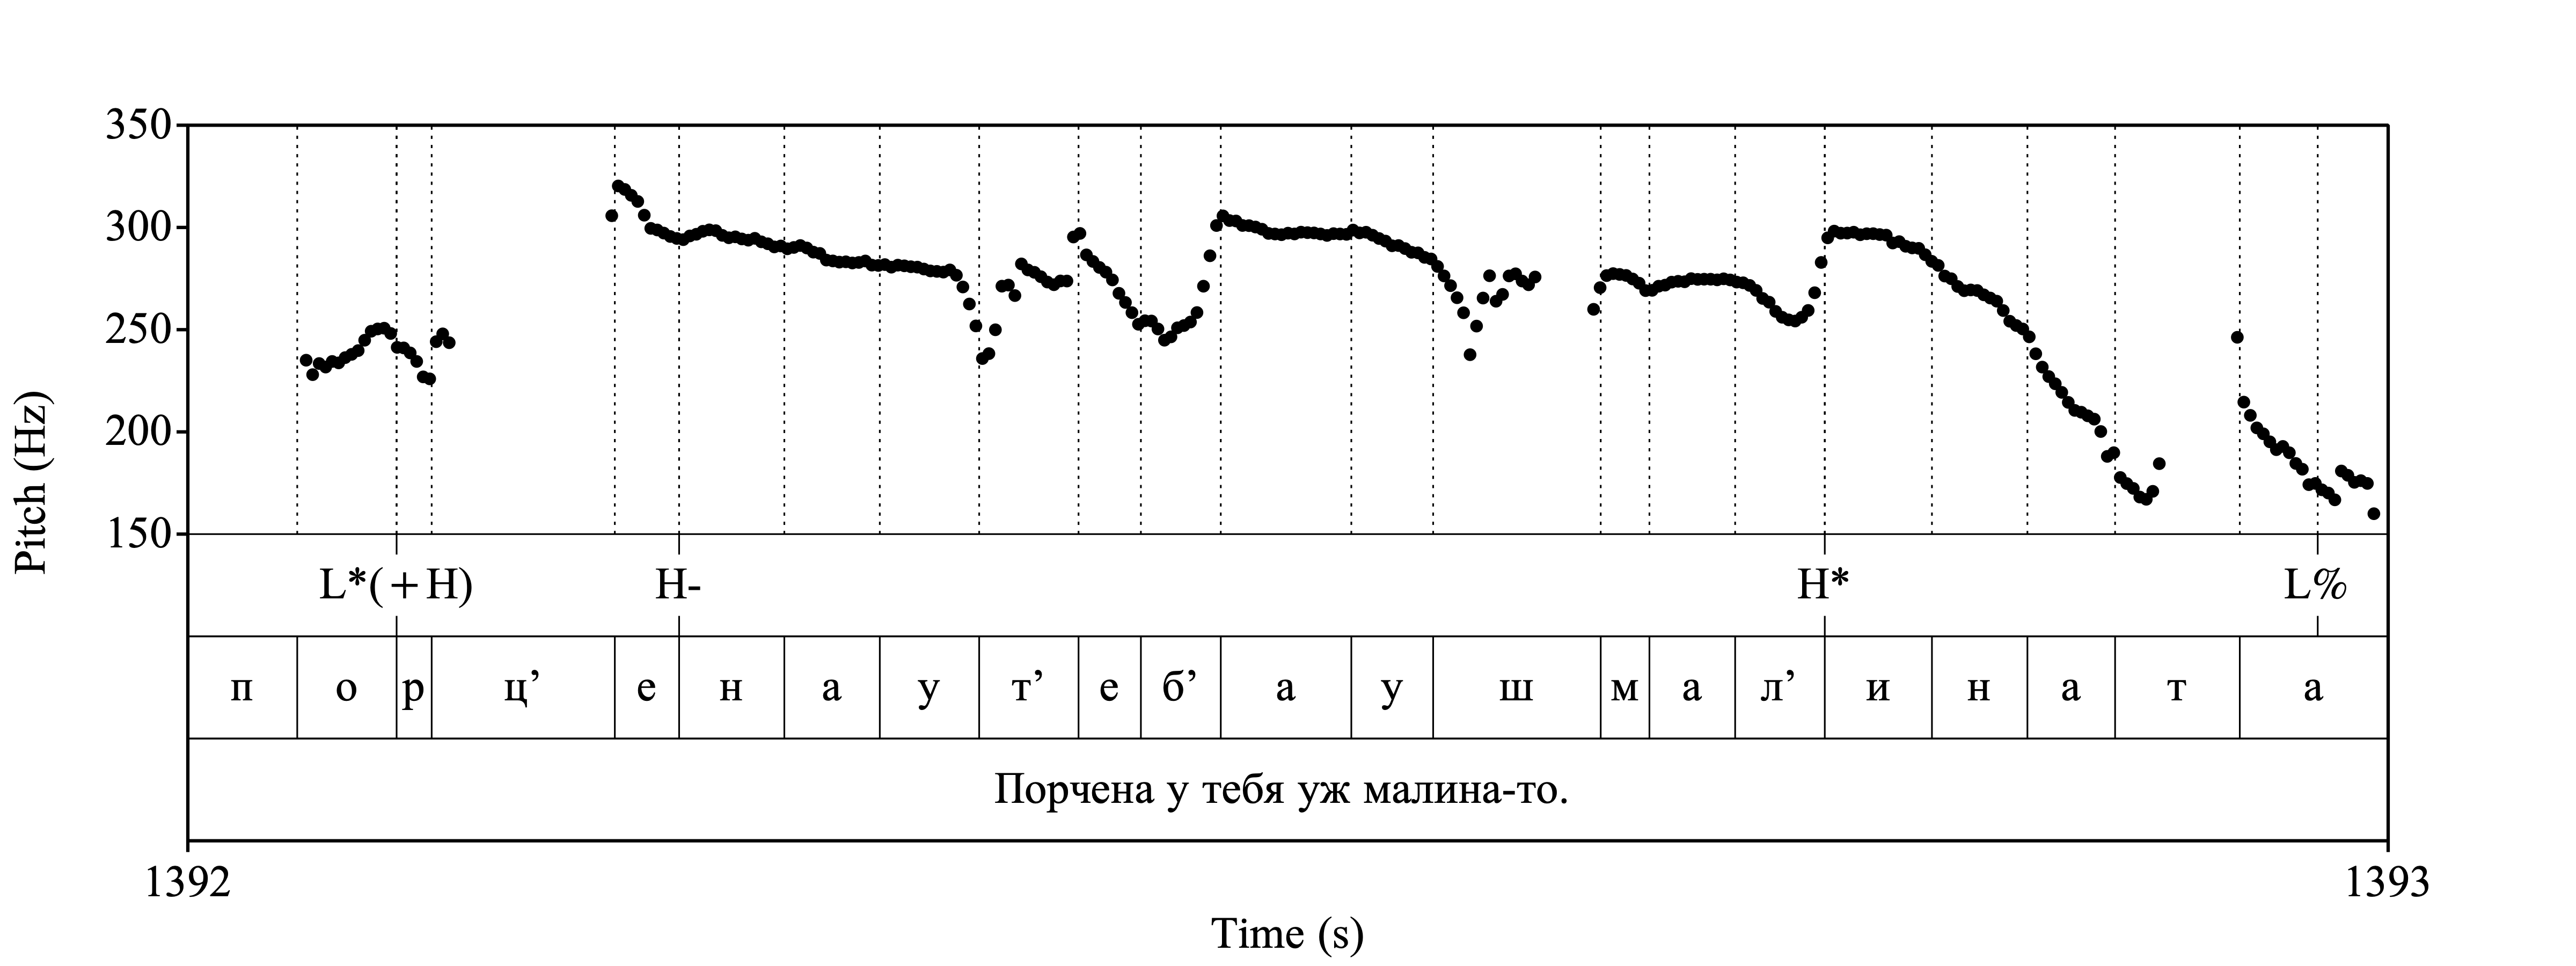 350
300
250
200
150
Pitch (Hz)
L*(+H) H- H* L%
п о р ц’ е н а у т’ е б’ а у ш м а л’ и н а т а
Порчена у тебя уж малина-то.
1392 1393
Time (s)